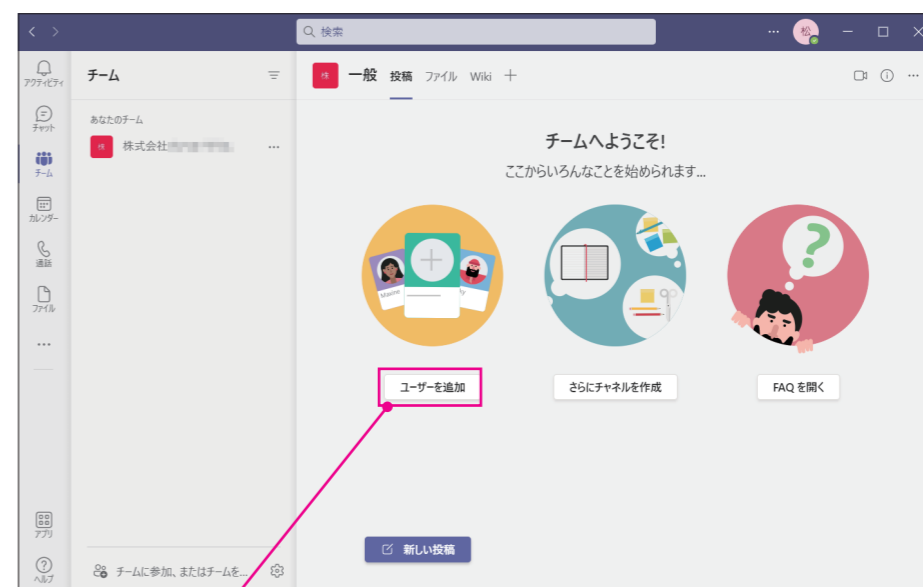 検索
松
アクティビティ
チャット
チーム
カレンダー
通話
ファイル
アプリ
ヘルプ
チーム
あなたのチーム
株 株式会社
チームに参加、またはチームを...
株 一般 投稿 ファイル Wiki
チームへようこそ!
ここからいろんなことを始められます...
Maxine
ユーザーを追加
さらにチャネルを作成
FAQ を開く
新しい投稿